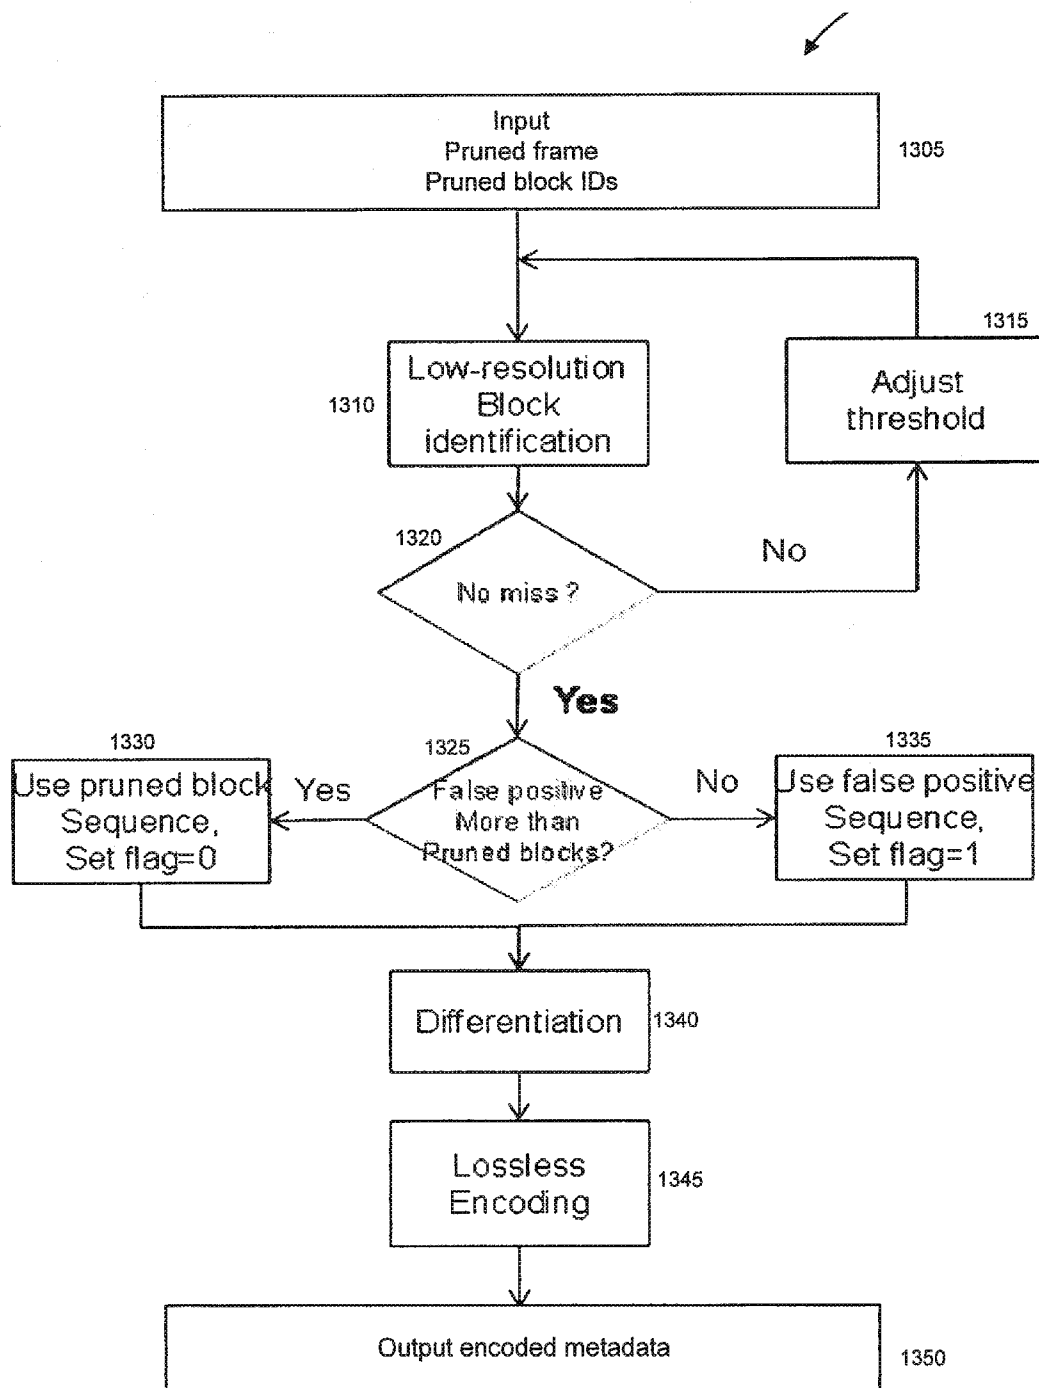 Input
Pruned frame
Pruned block IDs
1305
1315
Adjust
threshold
1310
Low-resolution
Block
identification
1320
No miss ?
No
Yes
1330
Use pruned block
Sequence,
Set flag=0
Yes
1325
False positive
More than
Pruned blocks?
No
1335
Use false positive
Sequence,
Set flag=1
Differentiation
1340
Lossless
Encoding
1345
Output encoded metadata
1350